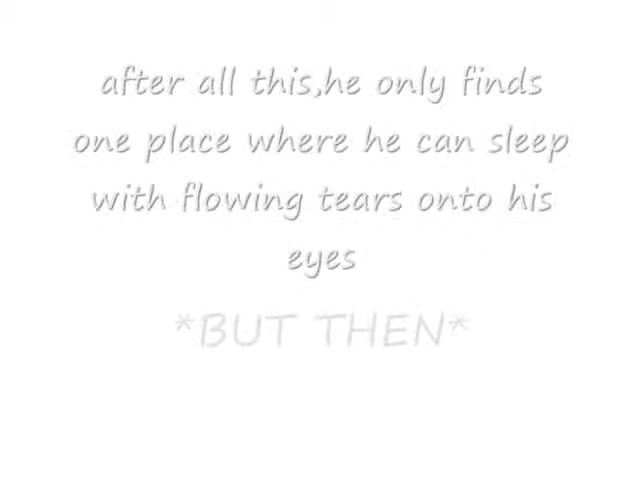 after all this,he only finds
one place where he can sleep
with flowing tears onto his
eyes
*BUT THEN*